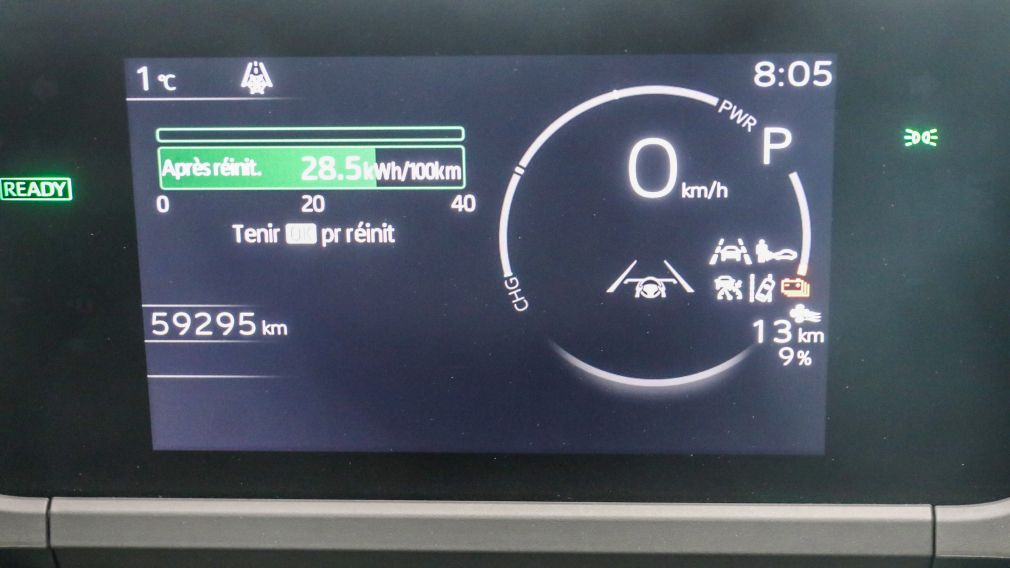 1 °C
8:05
PWR
P
READY
Après réinit. 28.5 kWh/100km
0 20 40
Tenir OK pr réinit
0 km/h
CHG
59295 km
13 km
9%